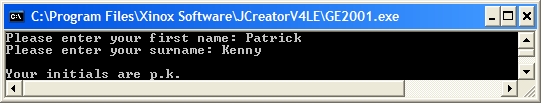 C:\Program Files\Xinox Software\JCreatorV4LE\GE2001.exe
Please enter your first name: Patrick
Please enter your surname: Kenny
Your initials are p.k.